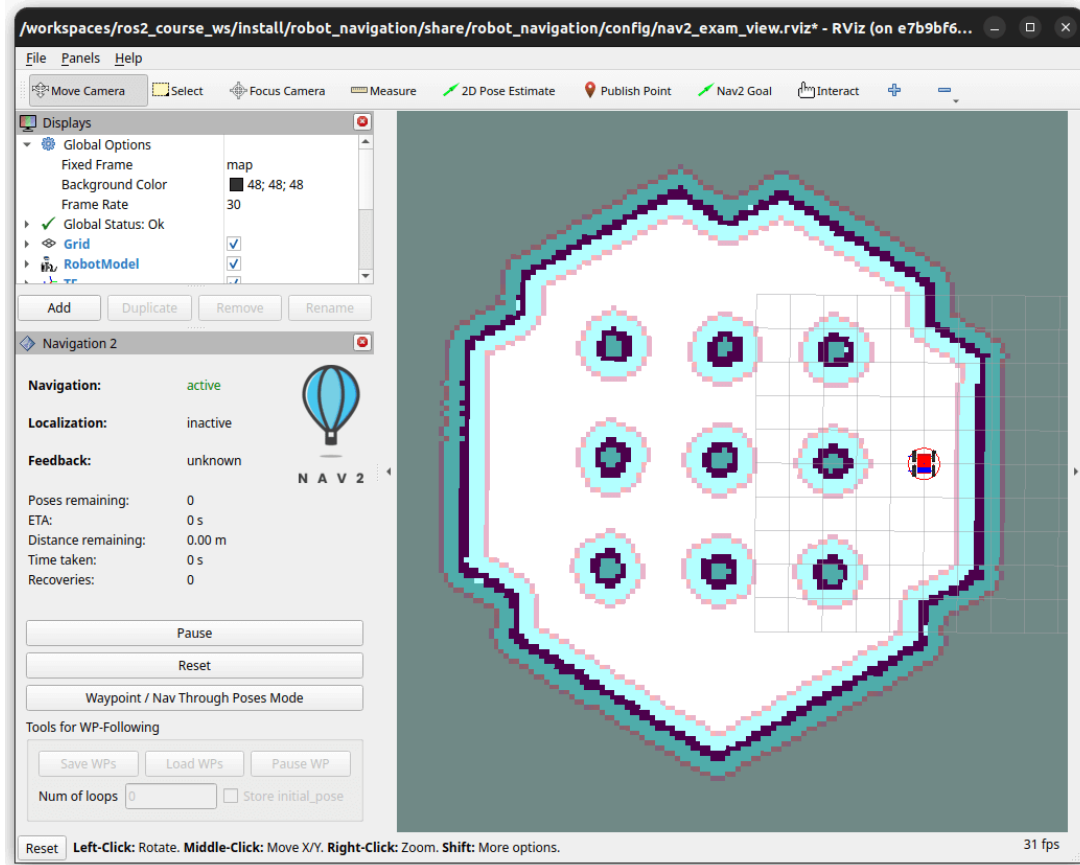 /workspaces/ros2_course_ws/install/robot_navigation/share/robot_navigation/config/nav2_exam_view.rviz* - RViz (on e7b9bf6...
File Panels Help
Move Camera Select Focus Camera Measure 2D Pose Estimate Publish Point Nav2 Goal Interact
Displays
Global Options
Fixed Frame map
Background Color 48; 48; 48
Frame Rate 30
Global Status: Ok
Grid
RobotModel
Add Duplicate Remove Rename
Navigation 2
Navigation: active
Localization: inactive
Feedback: unknown
NAV2
Poses remaining: 0
ETA: 0 s
Distance remaining: 0.00 m
Time taken: 0 s
Recoveries: 0
Pause
Reset
Waypoint / Nav Through Poses Mode
Tools for WP-Following
Save WPs Load WPs Pause WP
Num of loops 0 Store initial_pose
Reset Left-Click: Rotate. Middle-Click: Move X/Y. Right-Click: Zoom. Shift: More options. 31 fps